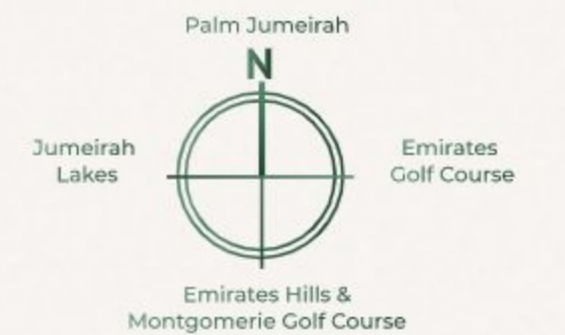 Palm Jumeirah
N
Jumeirah
Lakes
Emirates
Golf Course
Emirates Hills &
Montgomerie Golf Course